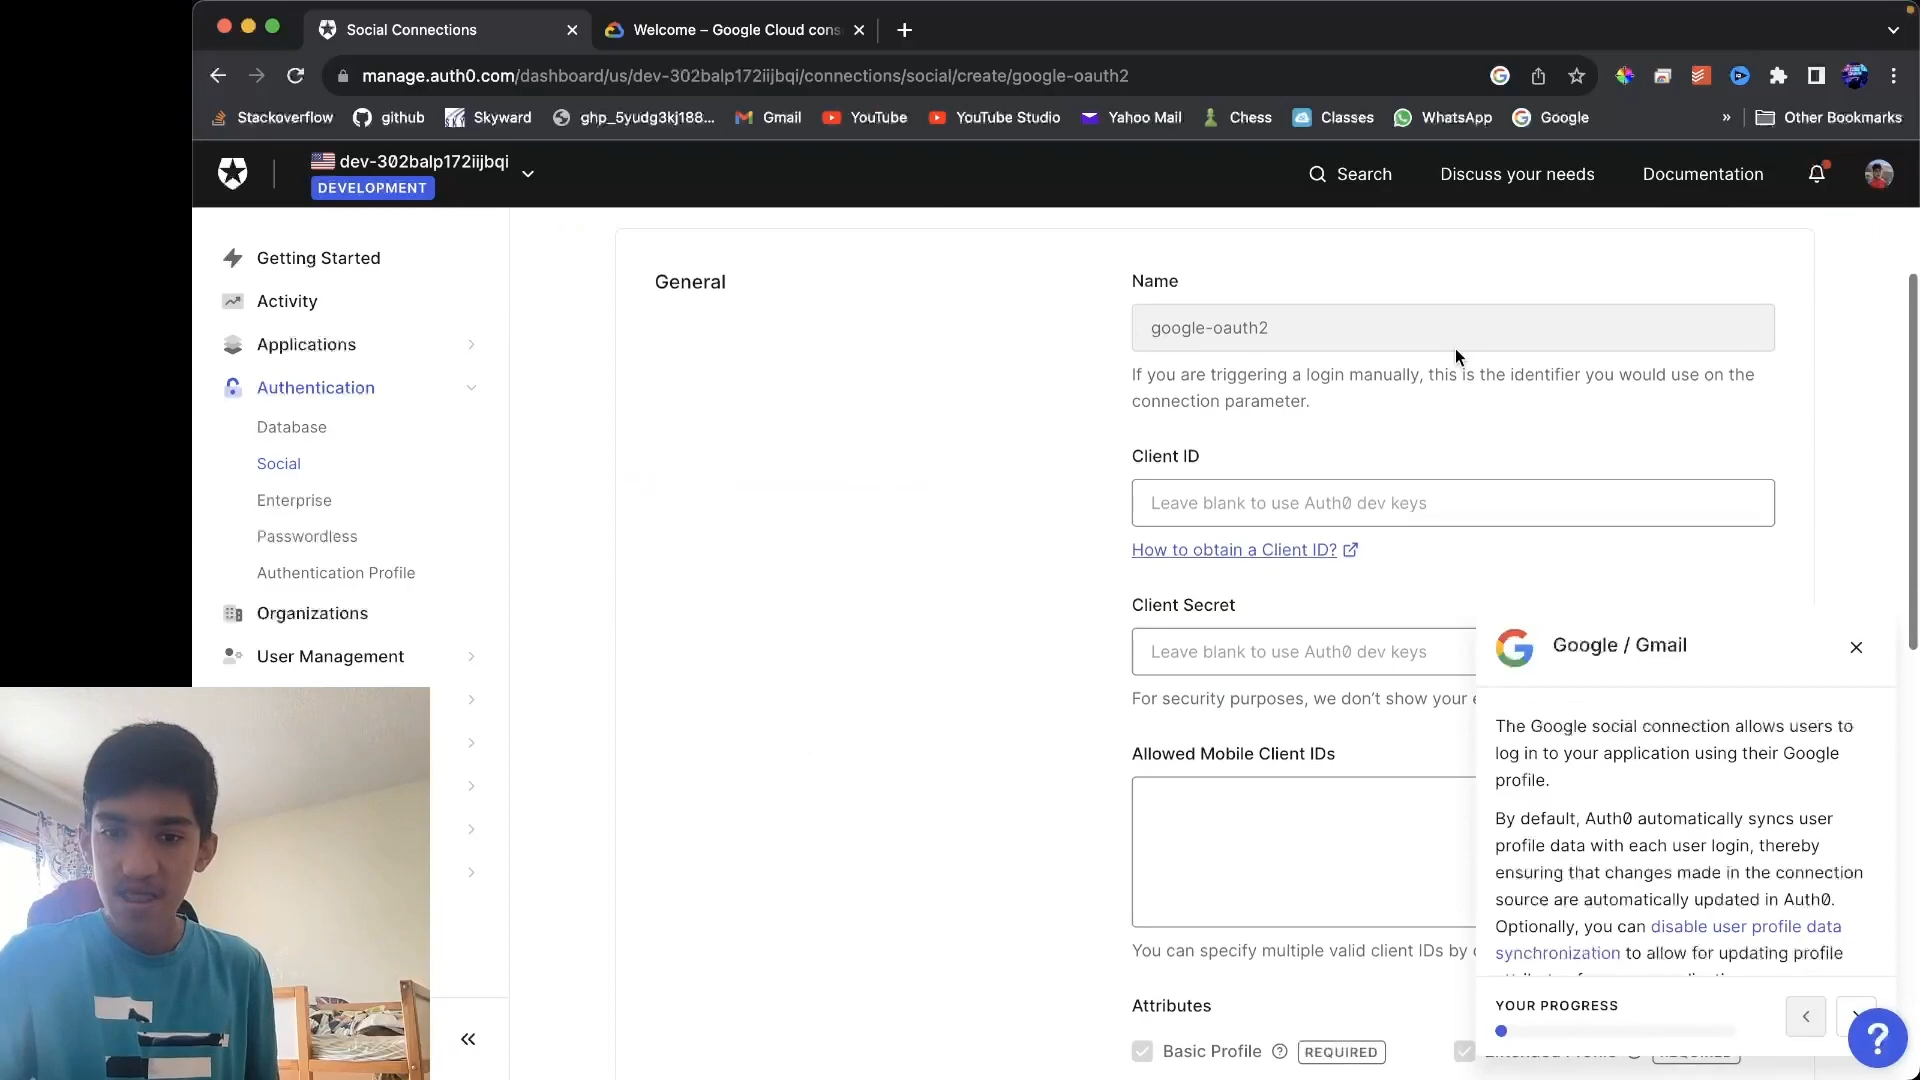 Social Connections
Welcome – Google Cloud cons
manage.auth0.com/dashboard/us/dev-302balp172iijbqi/connections/social/create/google-oauth2
Stackoverflow
github
Skyward
ghp_5yudg3kj188...
Gmail
YouTube
YouTube Studio
Yahoo Mail
Chess
Classes
WhatsApp
Google
»
Other Bookmarks
dev-302balp172iijbqi
DEVELOPMENT
Search
Discuss your needs
Documentation
Getting Started
Activity
Applications
Authentication
Database
Social
Enterprise
Passwordless
Authentication Profile
Organizations
User Management
General
Name
google-oauth2
If you are triggering a login manually, this is the identifier you would use on the
connection parameter.
Client ID
Leave blank to use Auth0 dev keys
How to obtain a Client ID?
Client Secret
Leave blank to use Auth0 dev keys
For security purposes, we don’t show your
Allowed Mobile Client IDs
You can specify multiple valid client IDs by
Attributes
Basic Profile
REQUIRED
Google / Gmail
The Google social connection allows users to
log in to your application using their Google
profile.
By default, Auth0 automatically syncs user
profile data with each user login, thereby
ensuring that changes made in the connection
source are automatically updated in Auth0.
Optionally, you can disable user profile data
synchronization to allow for updating profile
YOUR PROGRESS
?